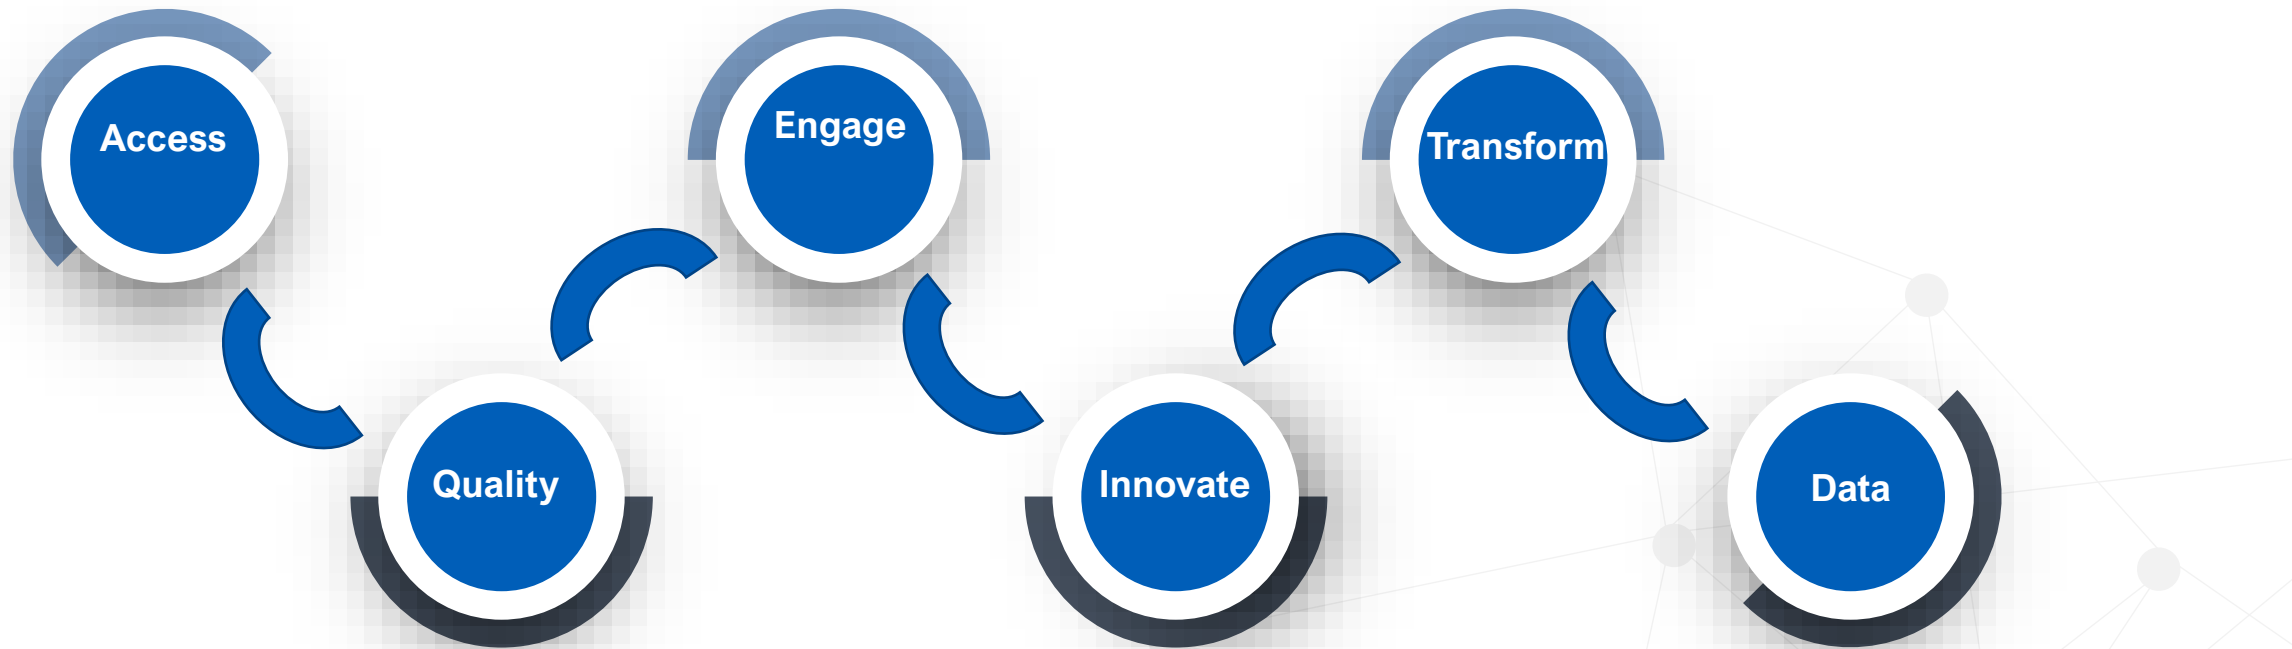 Access
Quality
Engage
Innovate
Transform
Data